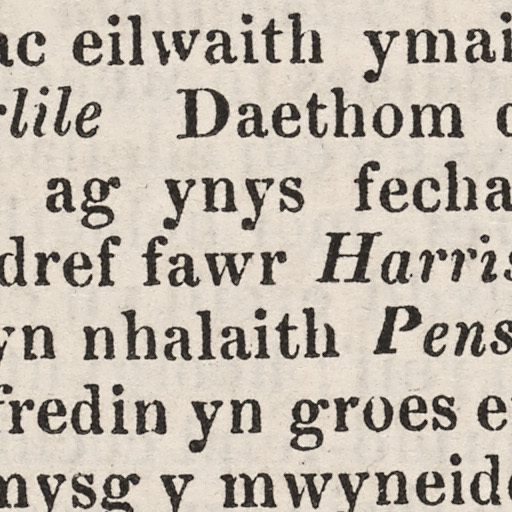 ac eilwaith ymai
rlile Daethom
ag ynys fecha
dref fawr Harris
yn nhalaith Pens
fredin yn groes e
mysg y mwyneid